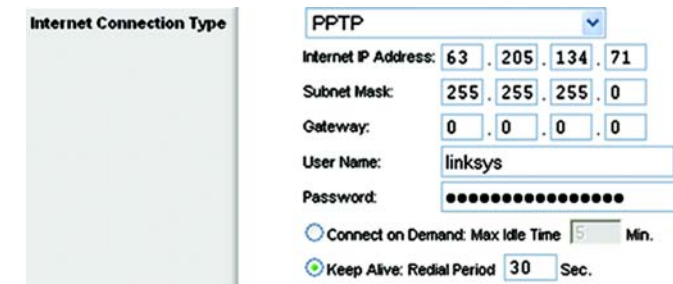 Internet Connection Type PPTP
Internet IP Address: 63 . 205 . 134 . 71
Subnet Mask: 255 . 255 . 255 . 0
Gateway: 0 . 0 . 0 . 0
User Name: linksys
Password: ●●●●●●●●●●●●●●●●
Connect on Demand: Max Idle Time 5 Min.
Keep Alive: Redial Period 30 Sec.